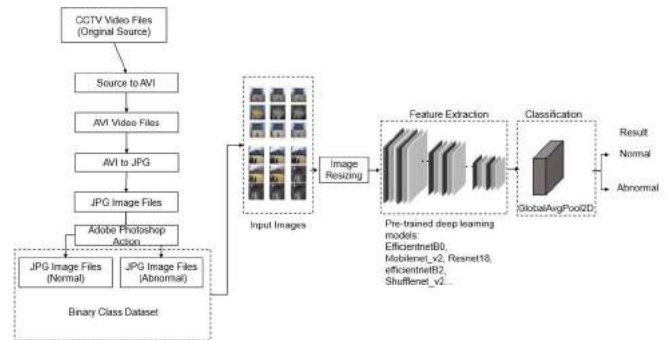 CCTV Video Files
(Original Source)
Source to AVI
AVI Video Files
AVI to JPG
JPG Image Files
Adobe Photoshop
Action
JPG Image Files
(Normal)
JPG Image Files
(Abnormal)
Binary Class Dataset
Input Images
Image
Resizing
Feature Extraction
Pre-trained deep learning
models:
EfficientnetB0,
Mobilenet_v2, Resnet18,
efficientnetB2,
Shufflenet_v2...
Classification
GlobalAvgPool2D
Result
Normal
Abnormal